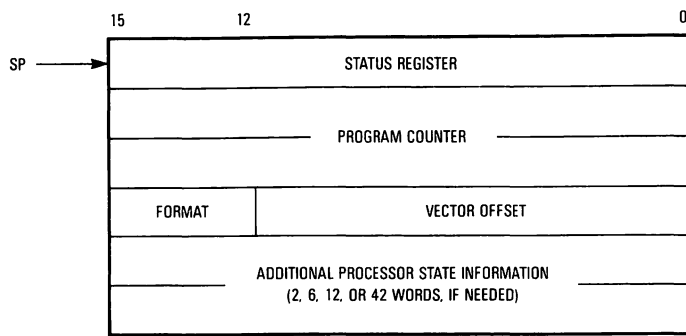 15 12 0
SP
STATUS REGISTER
PROGRAM COUNTER
FORMAT VECTOR OFFSET
ADDITIONAL PROCESSOR STATE INFORMATION
(2, 6, 12, OR 42 WORDS, IF NEEDED)